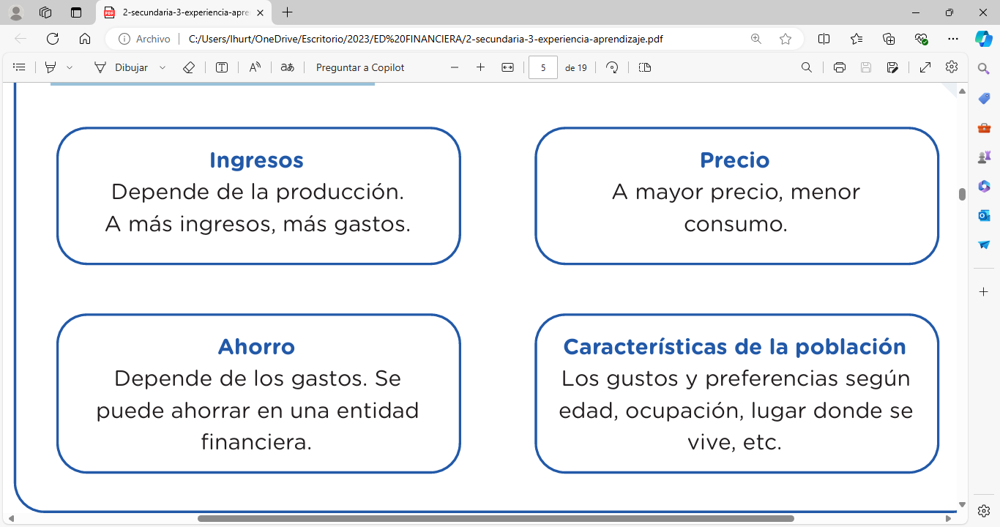 2-secundaria-3-experiencia-apre
Archivo
C:/Users/lhurt/OneDrive/Escritorio/2023/ED%20FINANCIERA/2-secundaria-3-experiencia-aprendizaje.pdf
Dibujar
T
A
aあ
Preguntar a Copilot
5
de 19
Ingresos
Depende de la producción.
A más ingresos, más gastos.
Precio
A mayor precio, menor
consumo.
Ahorro
Depende de los gastos. Se
puede ahorrar en una entidad
financiera.
Características de la población
Los gustos y preferencias según
edad, ocupación, lugar donde se
vive, etc.